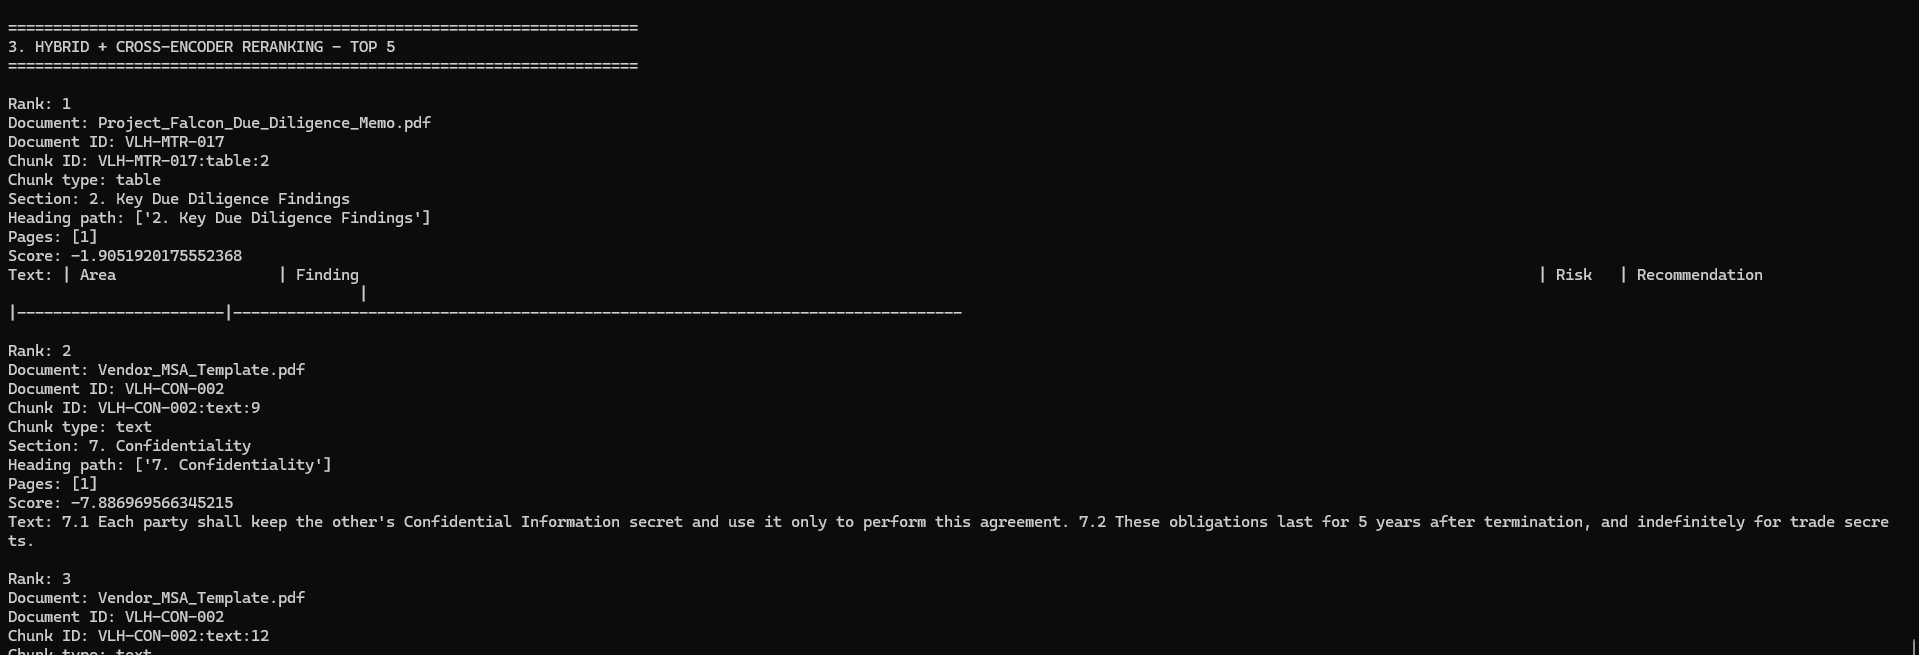 ======================================================================
3. HYBRID + CROSS-ENCODER RERANKING - TOP 5
======================================================================
Rank: 1
Document: Project_Falcon_Due_Diligence_Memo.pdf
Document ID: VLH-MTR-017
Chunk ID: VLH-MTR-017:table:2
Chunk type: table
Section: 2. Key Due Diligence Findings
Heading path: ['2. Key Due Diligence Findings']
Pages: [1]
Score: -1.9051920175552368
Text: | Area                  | Finding                                                                                                                                   | Risk   | Recommendation
                                       |
|-----------------------|---------------------------------------------------------------------------------
Rank: 2
Document: Vendor_MSA_Template.pdf
Document ID: VLH-CON-002
Chunk ID: VLH-CON-002:text:9
Chunk type: text
Section: 7. Confidentiality
Heading path: ['7. Confidentiality']
Pages: [1]
Score: -7.886969566345215
Text: 7.1 Each party shall keep the other's Confidential Information secret and use it only to perform this agreement. 7.2 These obligations last for 5 years after termination, and indefinitely for trade secre
ts.
Rank: 3
Document: Vendor_MSA_Template.pdf
Document ID: VLH-CON-002
Chunk ID: VLH-CON-002:text:12
Chunk type: text